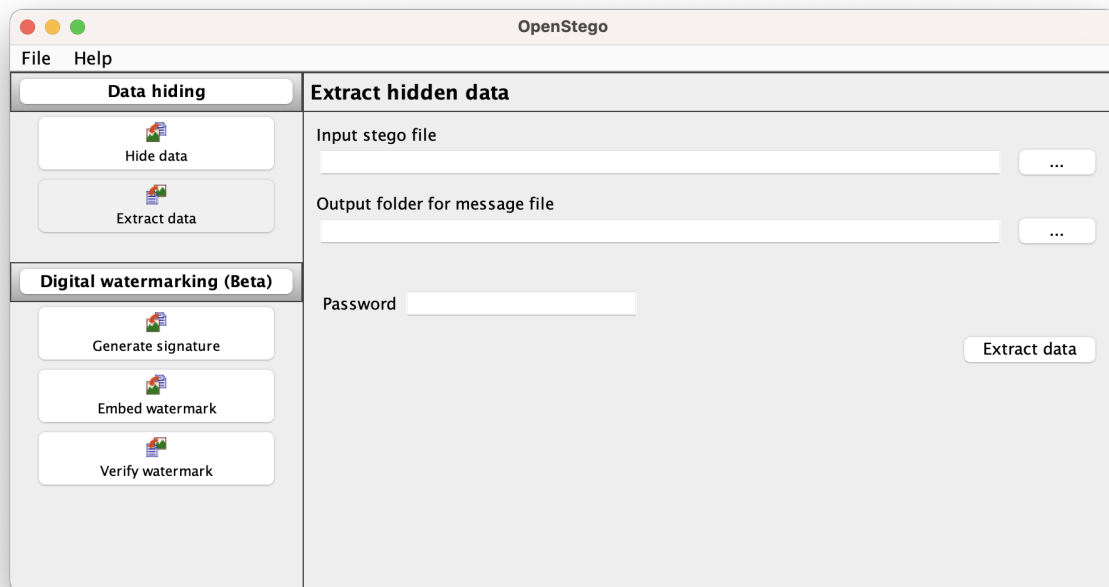 OpenStego
File Help
Data hiding
Hide data
Extract data
Digital watermarking (Beta)
Generate signature
Embed watermark
Verify watermark
Extract hidden data
Input stego file
...
Output folder for message file
...
Password
Extract data